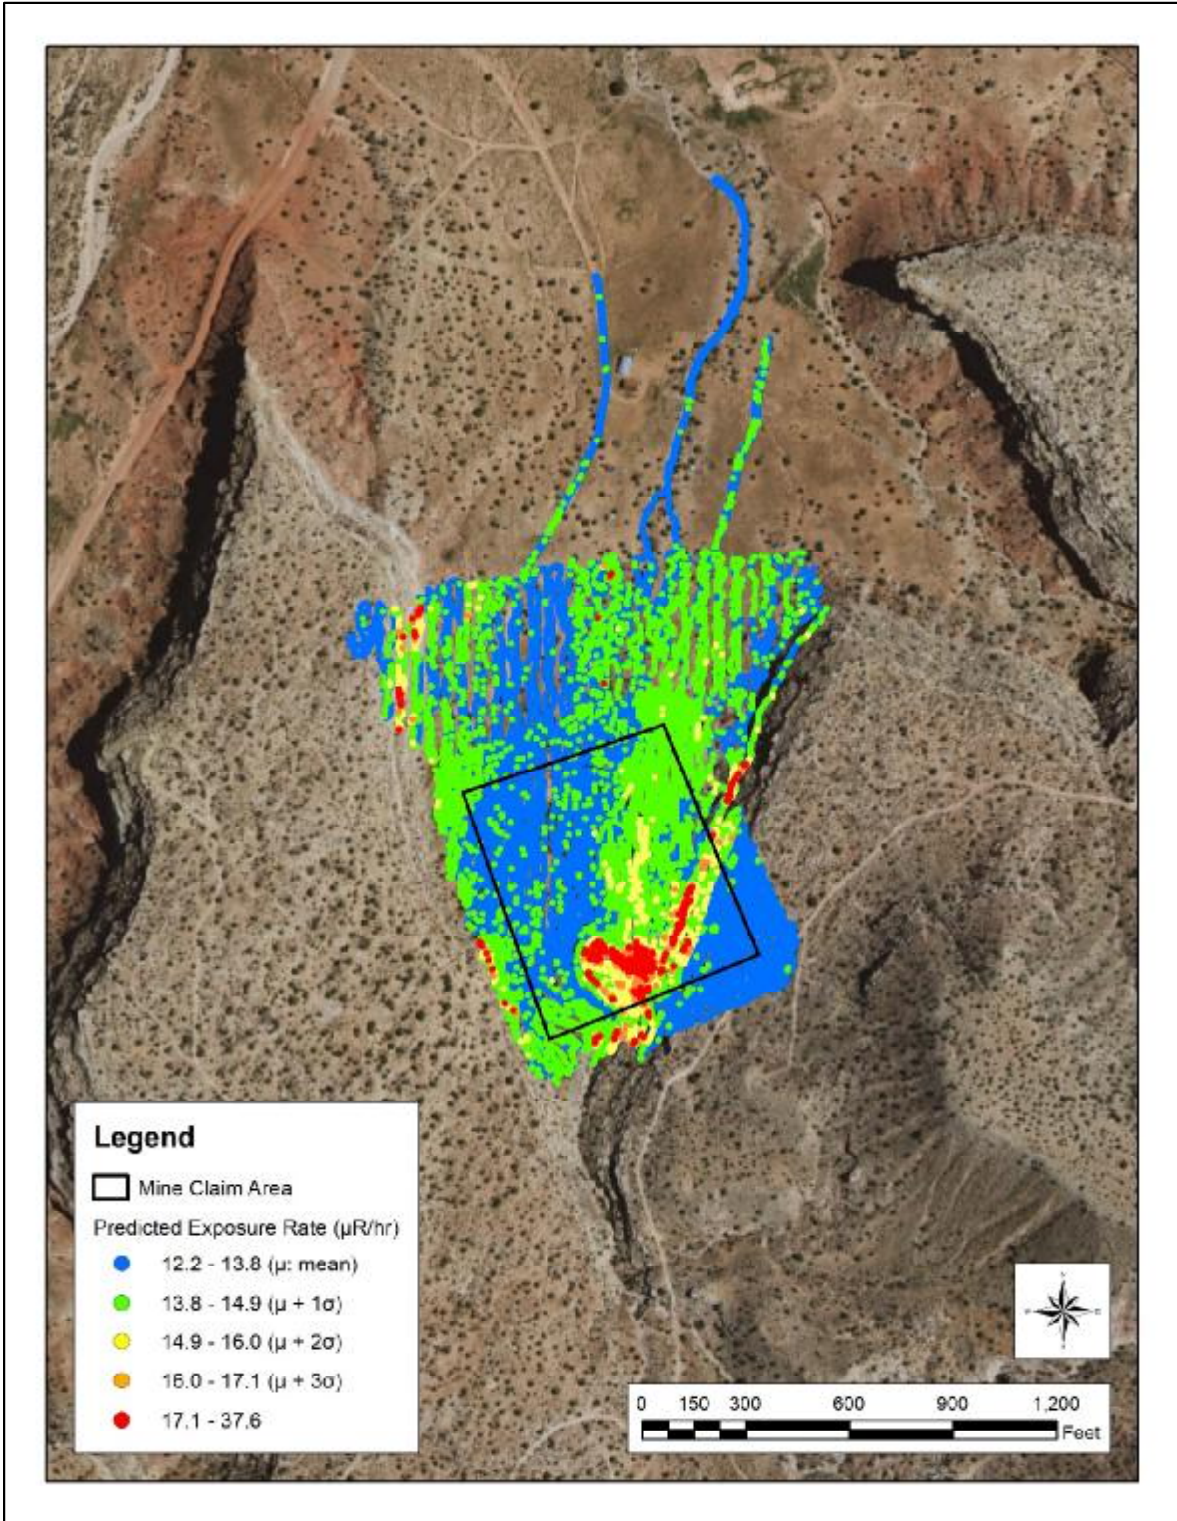 Legend
Mine Claim Area
Predicted Exposure Rate (µR/hr)
12.2 - 13.8 (µ: mean)
13.8 - 14.9 (µ + 1σ)
14.9 - 16.0 (µ + 2σ)
16.0 - 17.1 (µ + 3σ)
17.1 - 37.6
0 150 300 600 900 1,200
Feet